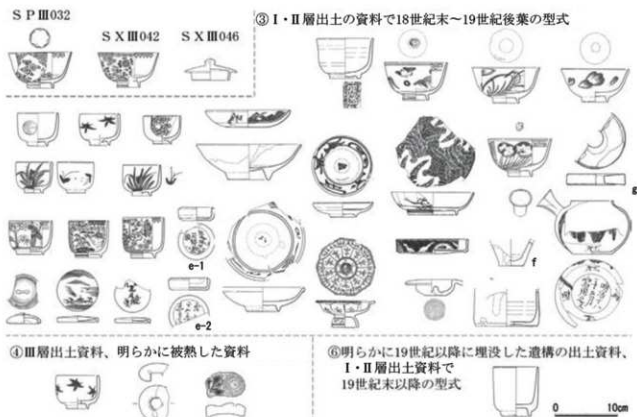 SPⅢ032
SXⅢ042 SXⅢ046
③Ⅰ・Ⅱ層出土の資料で18世紀末～19世紀後葉の型式
g
e-1
f
e-2
④Ⅲ層出土資料、明らかに被熱した資料
⑥明らかに19世紀以降に埋没した遺構の出土資料、
Ⅰ・Ⅱ層出土資料で
19世紀末以降の型式
0 10cm